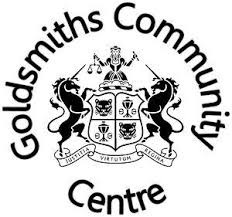 Goldsmiths Community
Centre
JUSTITIA VIRTUTUM REGINA